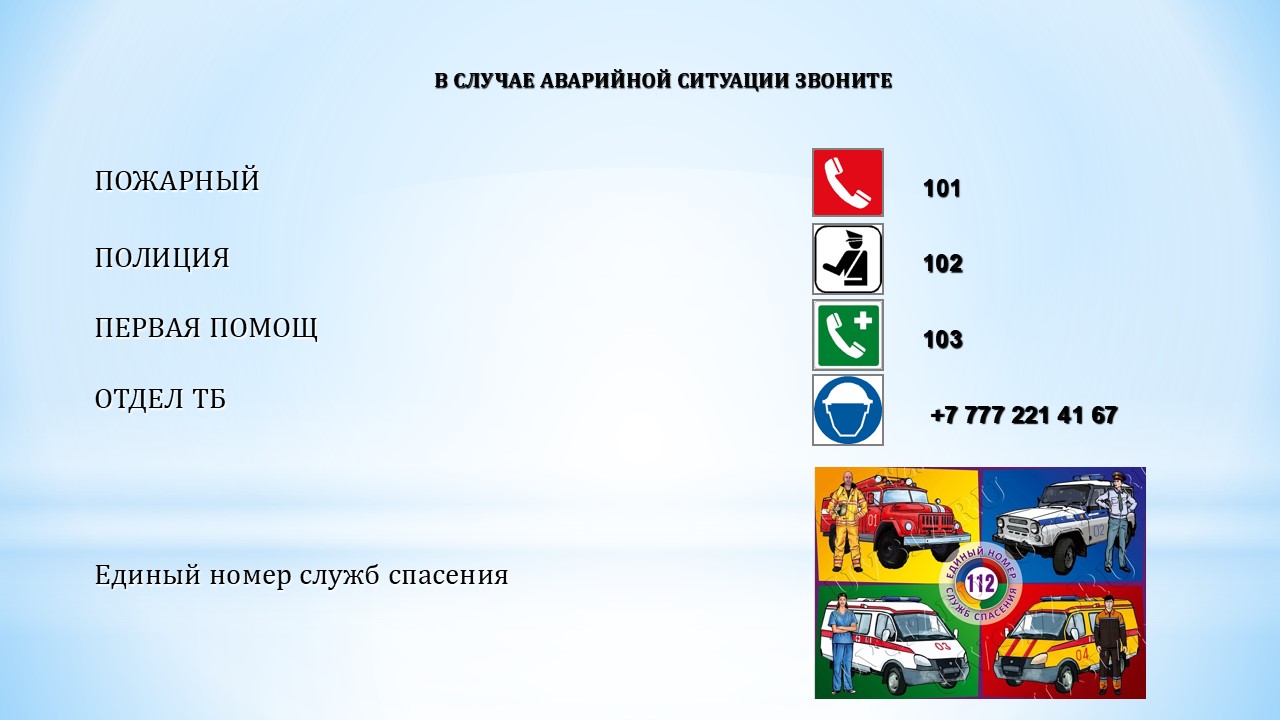 В СЛУЧАЕ АВАРИЙНОЙ СИТУАЦИИ ЗВОНИТЕ
ПОЖАРНЫЙ 101
ПОЛИЦИЯ 102
ПЕРВАЯ ПОМОЩ 103
ОТДЕЛ ТБ +7 777 221 41 67
Единый номер служб спасения
01
02
ЕДИНЫЙ НОМЕР
112
СЛУЖБ СПАСЕНИЯ
03
04